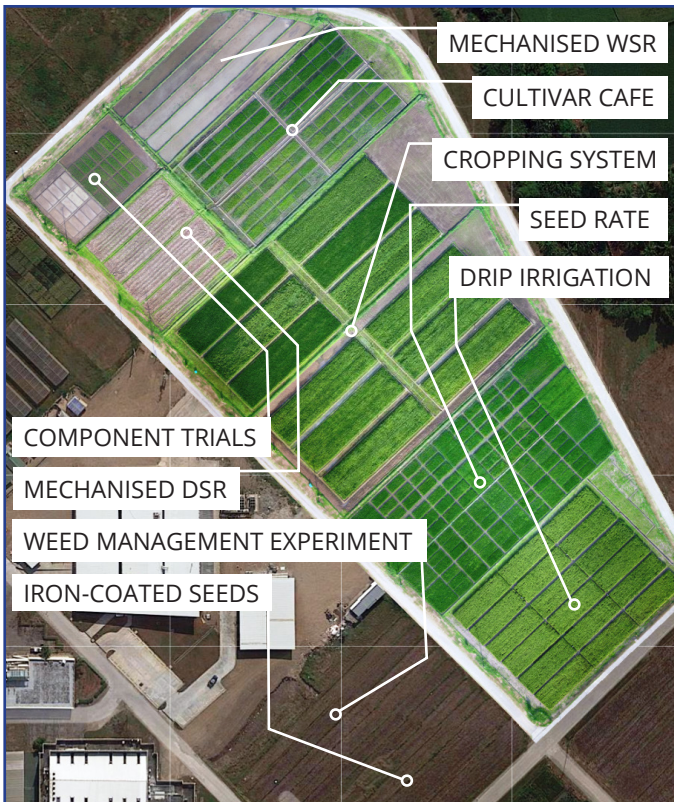 MECHANISED WSR
CULTIVAR CAFE
CROPPING SYSTEM
SEED RATE
DRIP IRRIGATION
COMPONENT TRIALS
MECHANISED DSR
WEED MANAGEMENT EXPERIMENT
IRON-COATED SEEDS